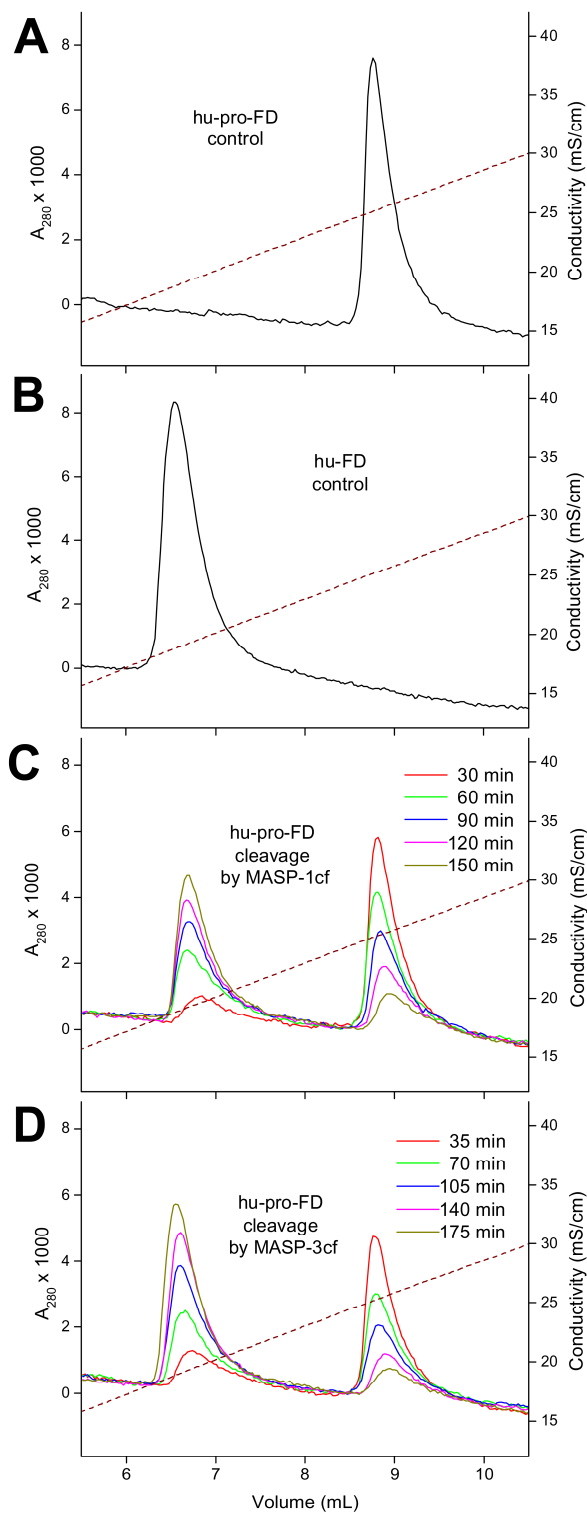 A
8
6
4
2
0
A280 x 1000
hu-pro-FD
control
40
35
30
25
20
15
Conductivity (mS/cm)
B
8
6
4
2
0
A280 x 1000
hu-FD
control
40
35
30
25
20
15
Conductivity (mS/cm)
C
8
6
4
2
0
A280 x 1000
hu-pro-FD
cleavage
by MASP-1cf
30 min
60 min
90 min
120 min
150 min
40
35
30
25
20
15
Conductivity (mS/cm)
D
8
6
4
2
0
A280 x 1000
hu-pro-FD
cleavage
by MASP-3cf
35 min
70 min
105 min
140 min
175 min
40
35
30
25
20
15
Conductivity (mS/cm)
6 7 8 9 10
Volume (mL)